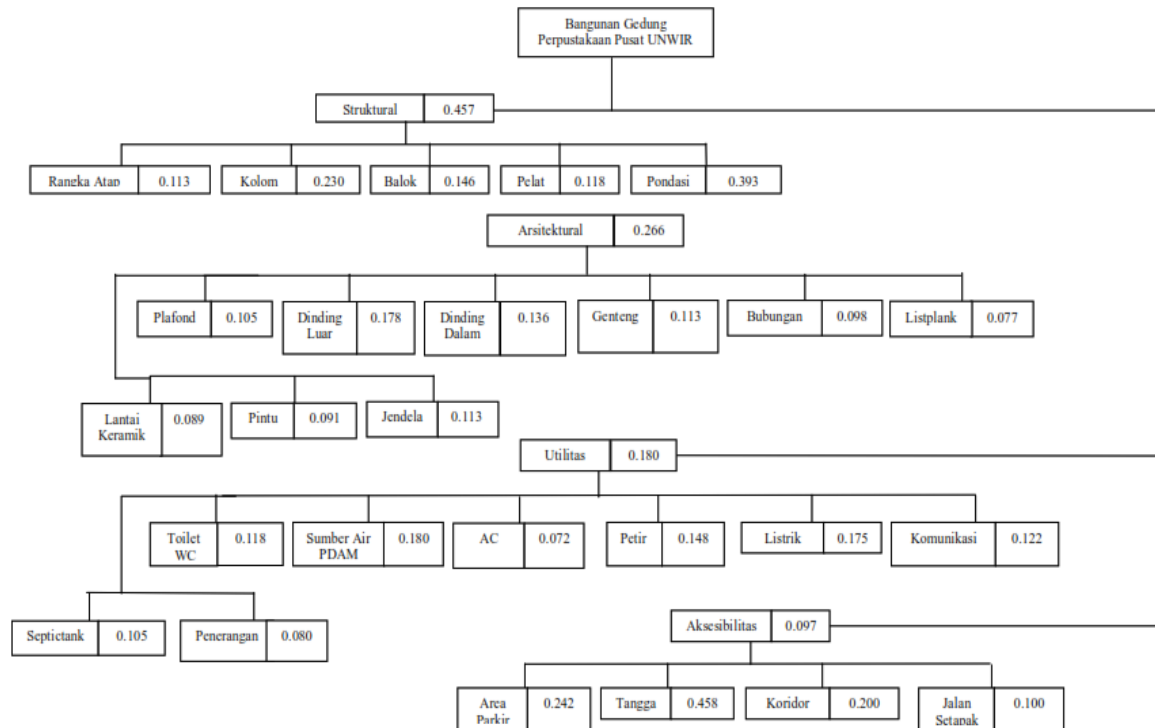 Bangunan Gedung
Perpustakaan Pusat UNWIR
Struktural 0.457
Rangka Atap 0.113 Kolom 0.230 Balok 0.146 Pelat 0.118 Pondasi 0.393
Arsitektural 0.266
Plafond 0.105 Dinding Luar 0.178 Dinding Dalam 0.136 Genteng 0.113 Bubungan 0.098 Listplank 0.077
Lantai Keramik 0.089 Pintu 0.091 Jendela 0.113
Utilitas 0.180
Toilet WC 0.118 Sumber Air PDAM 0.180 AC 0.072 Petir 0.148 Listrik 0.175 Komunikasi 0.122
Septictank 0.105 Penerangan 0.080
Aksesibilitas 0.097
Area Parkir 0.242 Tangga 0.458 Koridor 0.200 Jalan Setapak 0.100